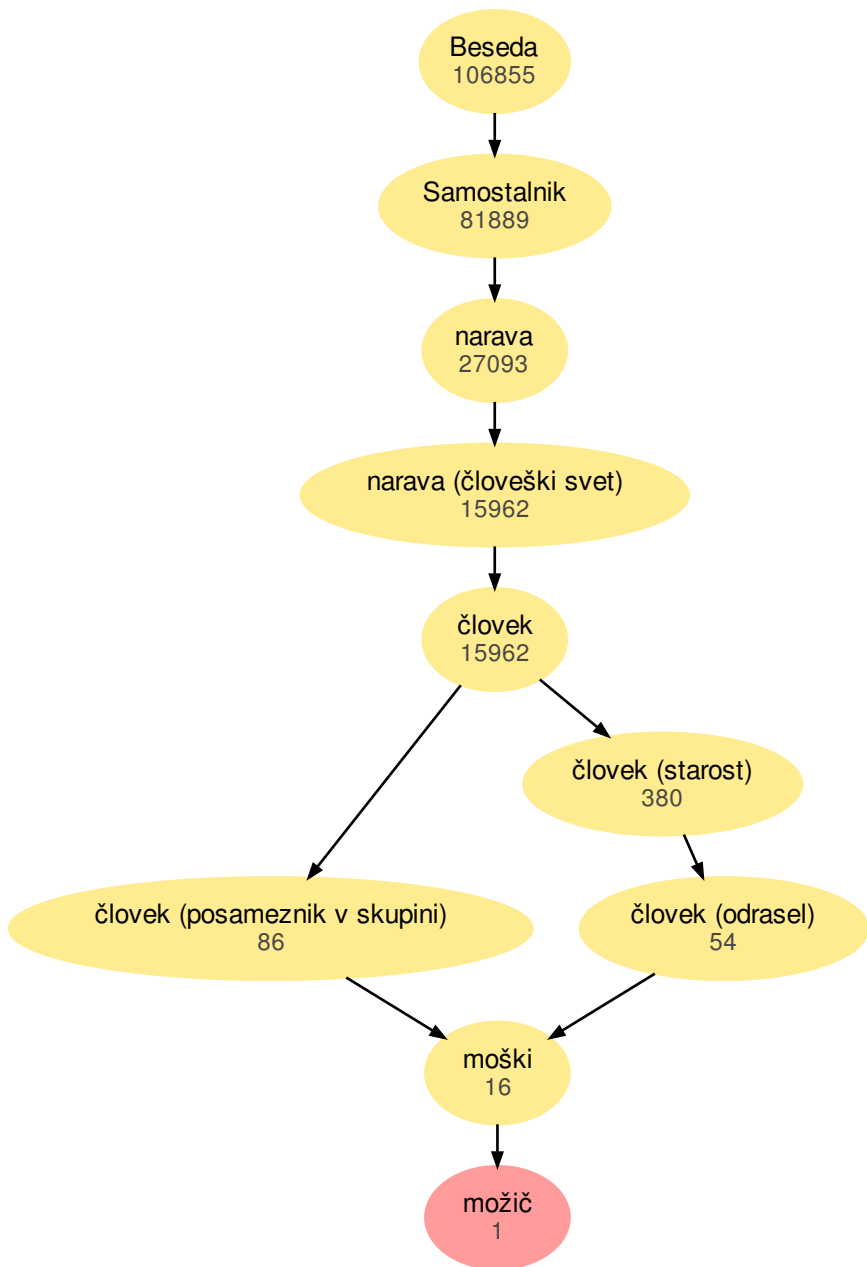 Beseda
106855
Samostalnik
81889
narava
27093
narava (človeški svet)
15962
človek
15962
človek (starost)
380
človek (posameznik v skupini)
86
človek (odrasel)
54
moški
16
možič
1